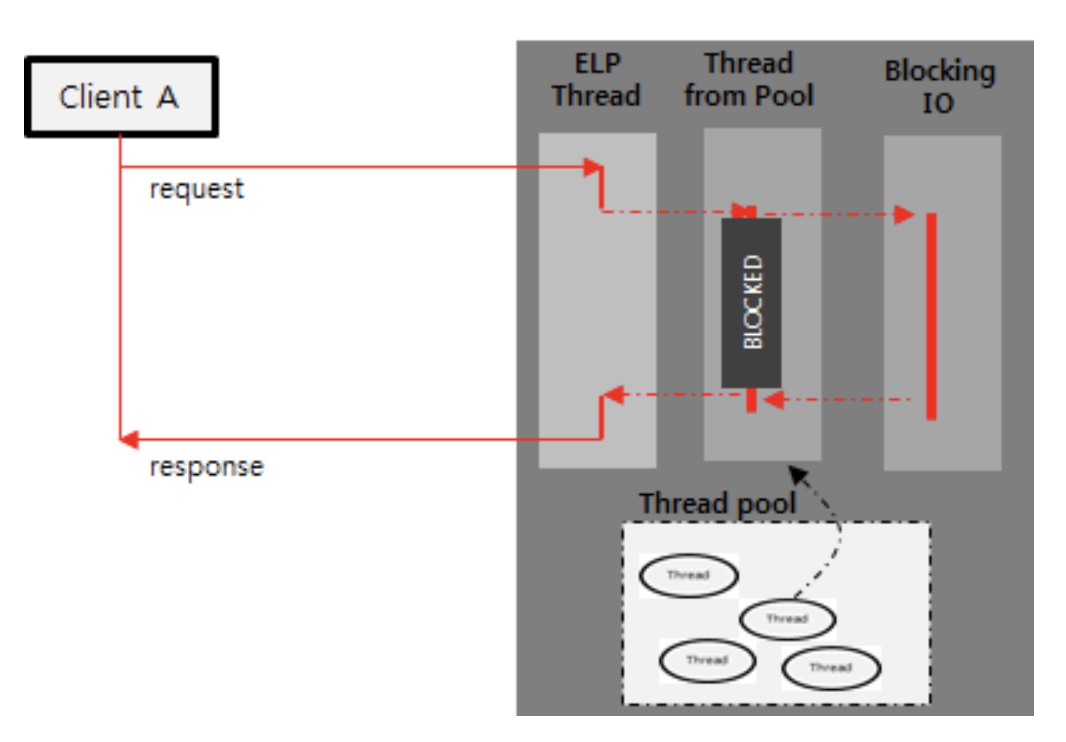 Client A
ELP
Thread
Thread
from Pool
Blocking
IO
request
BLOCKED
response
Thread pool
Thread
Thread
Thread
Thread